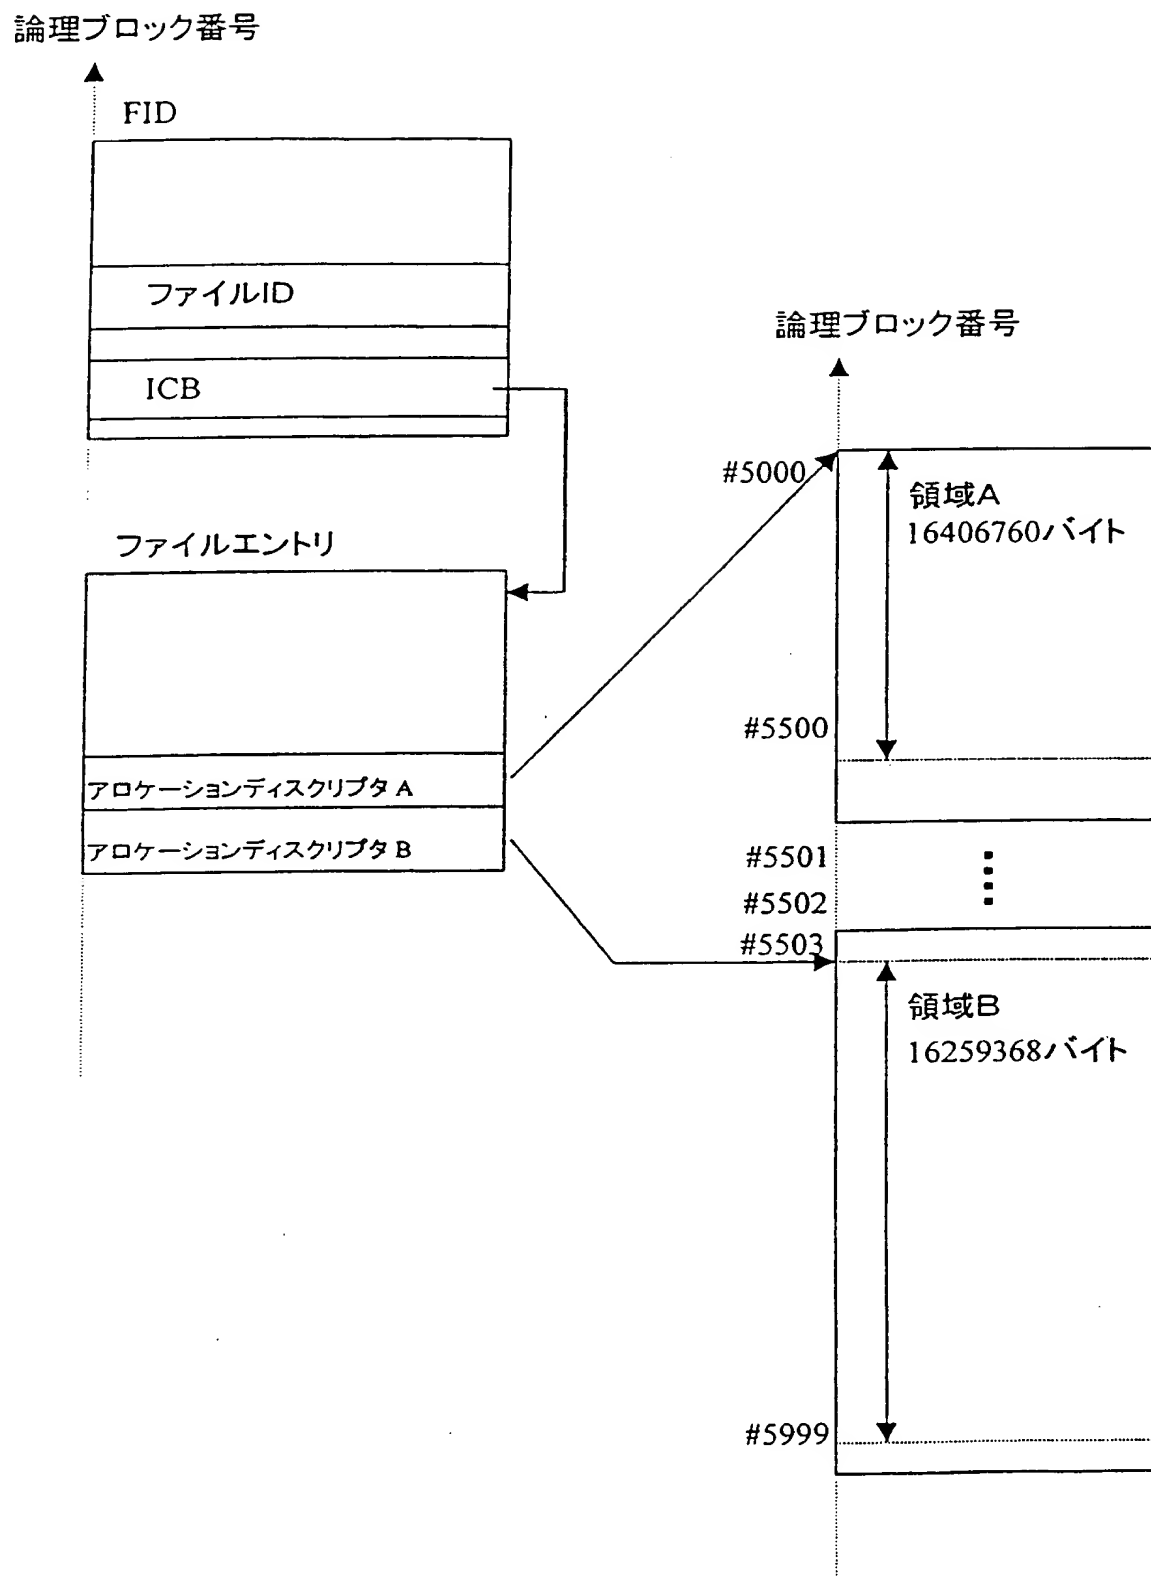 論理ブロック番号
FID
ファイルID
ICB
ファイルエントリ
アロケーションディスクリプタ A
アロケーションディスクリプタ B
論理ブロック番号
#5000
領域A
16406760バイト
#5500
#5501
#5502
#5503
領域B
16259368バイト
#5999